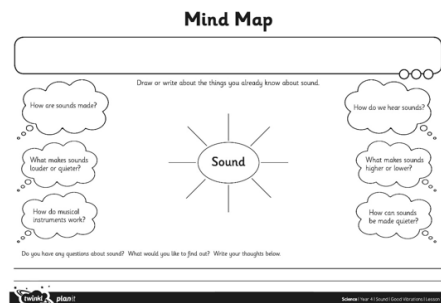 Mind Map
Draw or write about the things you already know about sound.
How are sounds made?
How do we hear sounds?
What makes sounds
louder or quieter?
Sound
What makes sounds
higher or lower?
How do musical
instruments work?
How can sounds
be made quieter?
Do you have any questions about sound? What would you like to find out? Write your thoughts below.
twinkl planit
Science | Year 4 | Sound | Good Vibrations | Lesson